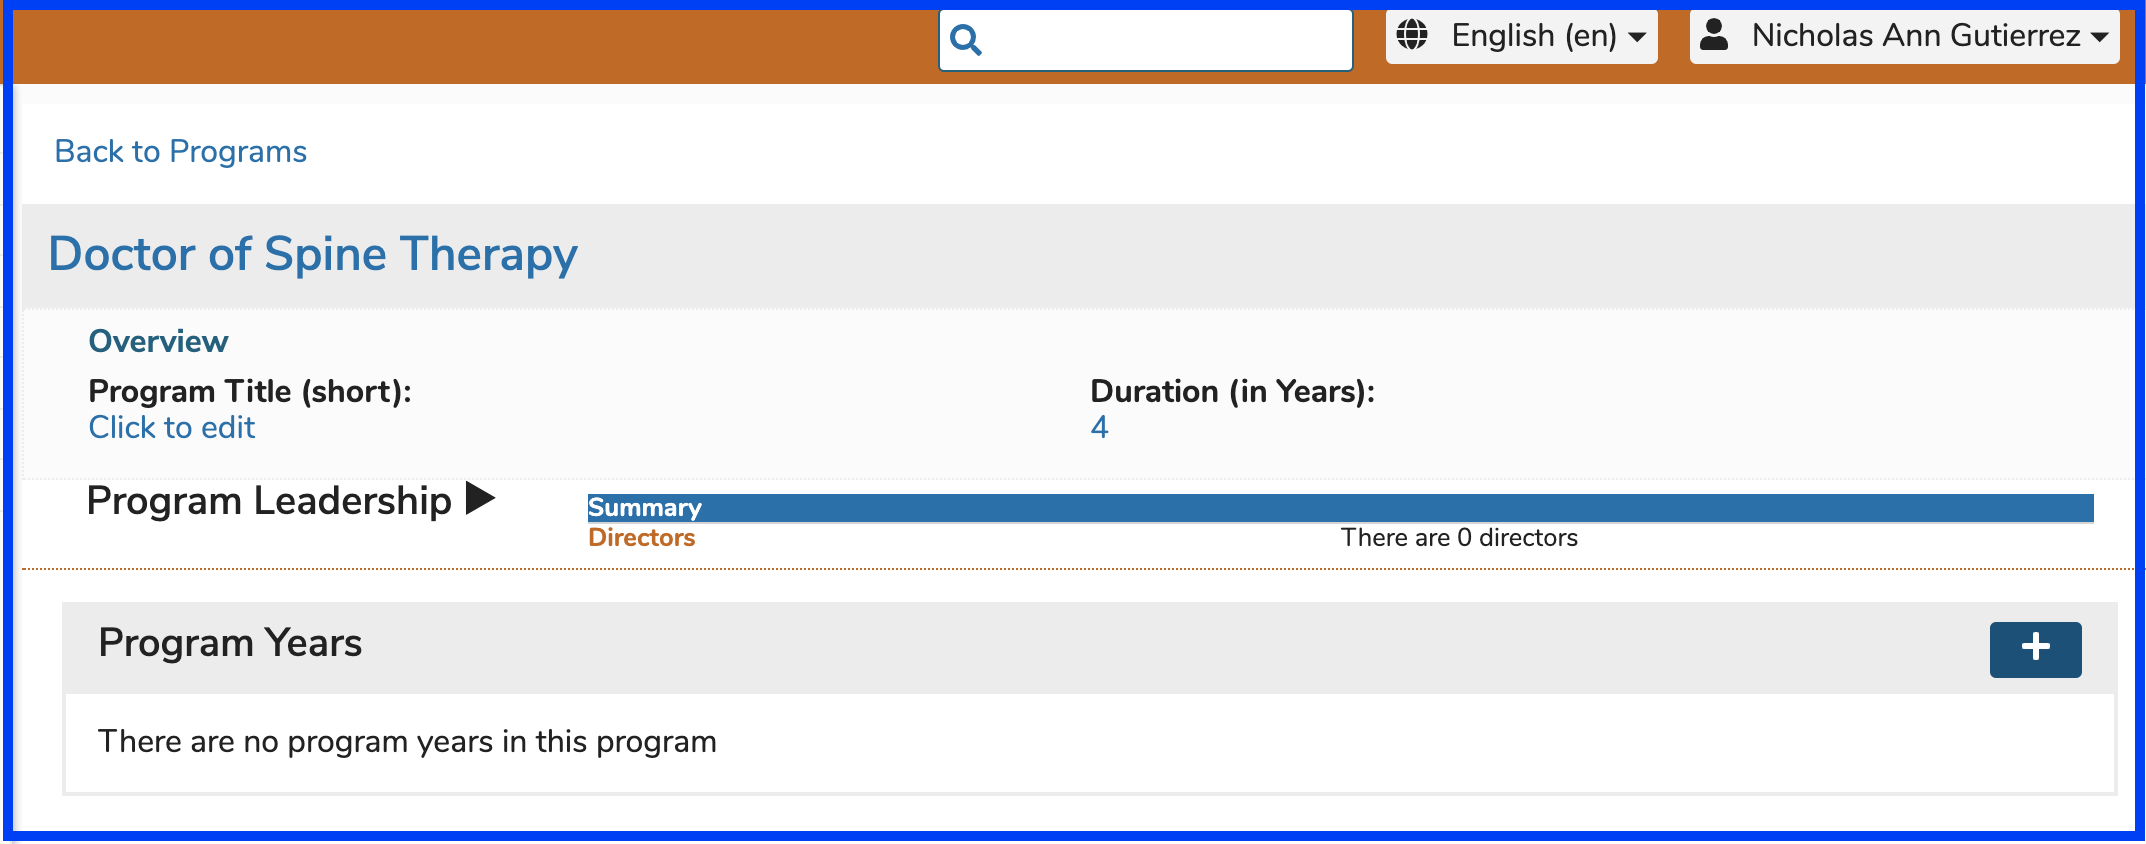 English (en)
Nicholas Ann Gutierrez
Back to Programs
Doctor of Spine Therapy
Overview
Program Title (short):
Click to edit
Duration (in Years):
4
Program Leadership
Summary
Directors
There are 0 directors
Program Years
There are no program years in this program